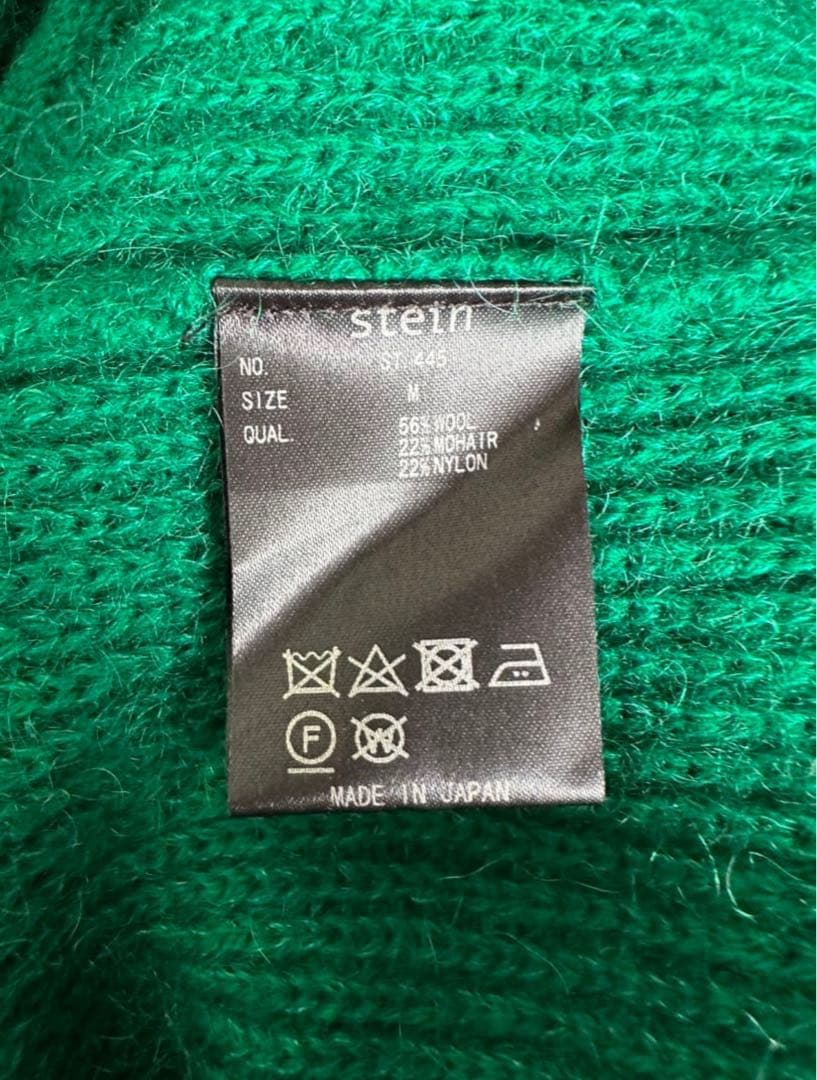 stein
NO. ST.445
SIZE M
QUAL. 56%WOOL
22%MOHAIR
22%NYLON
F
W
MADE IN JAPAN